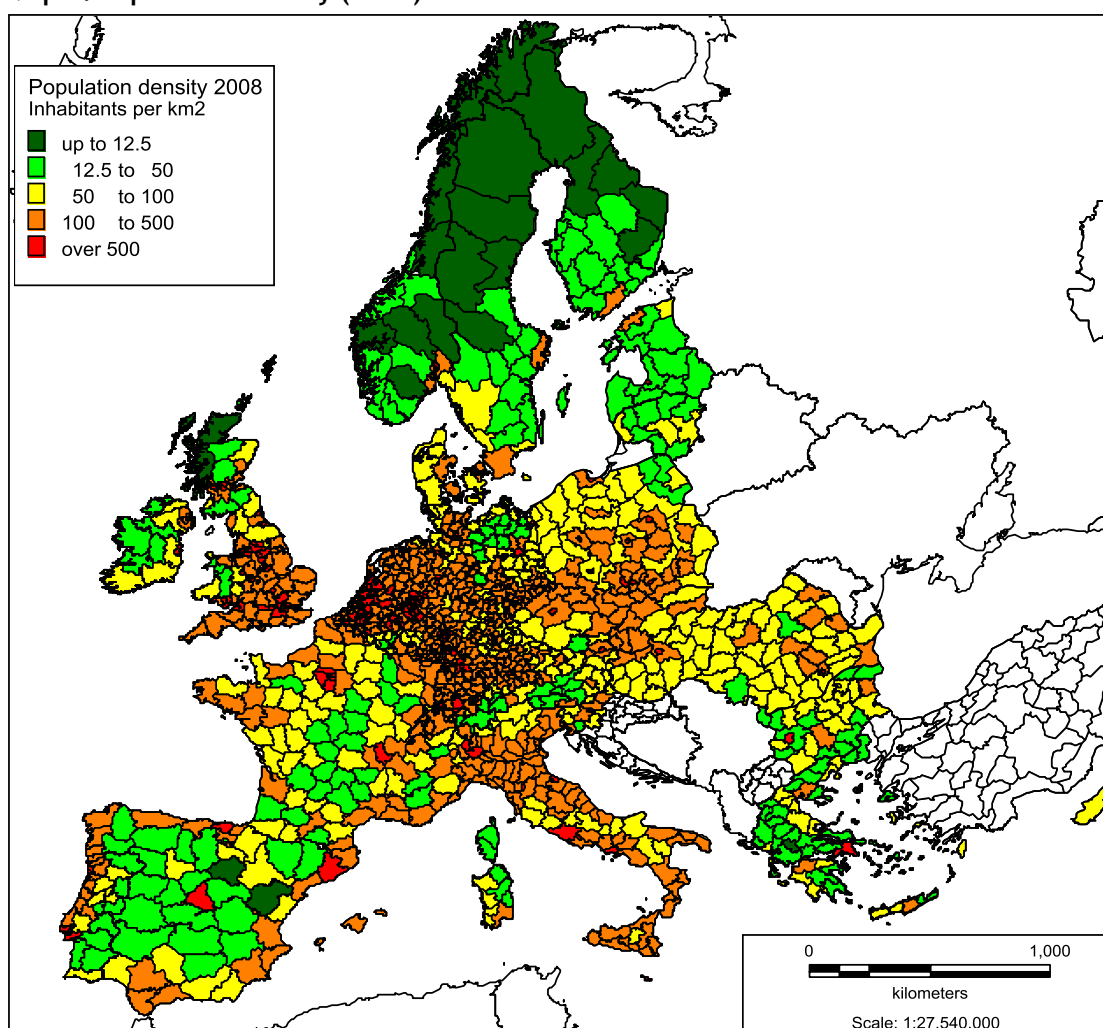 Population density 2008
Inhabitants per km2
up to 12.5
12.5 to 50
50 to 100
100 to 500
over 500
0 1,000
kilometers
Scale: 1:27,540,000